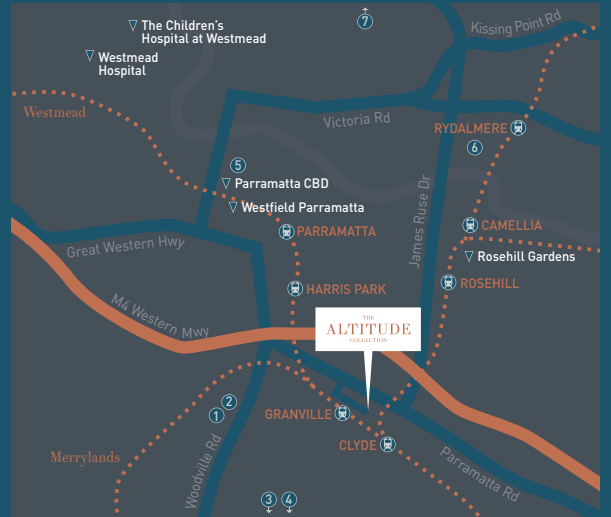 7
Kissing Point Rd
The Children's
Hospital at Westmead
Westmead
Hospital
Westmead
Victoria Rd
RYDALMERE
6
5
Parramatta CBD
Westfield Parramatta
James Ruse Dr
PARRAMATTA
CAMELLIA
Great Western Hwy
Rosehill Gardens
HARRIS PARK
ROSEHILL
M4 Western Mwy
THE
ALTITUDE
COLLECTION
2
1
GRANVILLE
CLYDE
Merrylands
Woodville Rd
Parramatta Rd
3
4